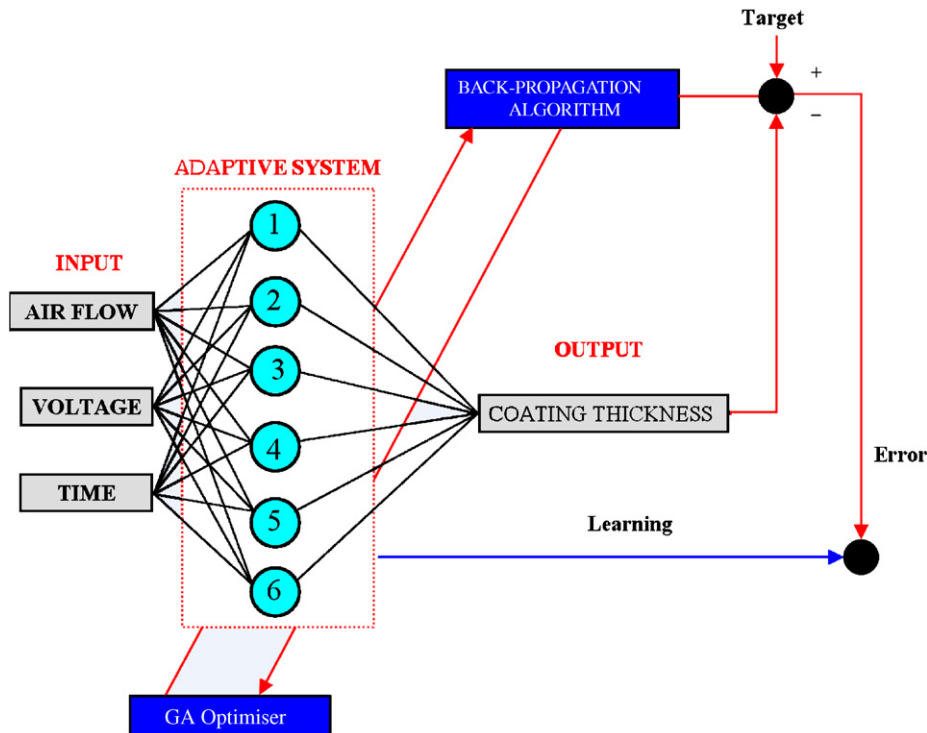 Target
+
BACK-PROPAGATION
ALGORITHM
−
ADAPTIVE SYSTEM
1
INPUT
2
AIR FLOW
3
OUTPUT
VOLTAGE
COATING THICKNESS
4
Error
TIME
5
Learning
6
GA Optimiser